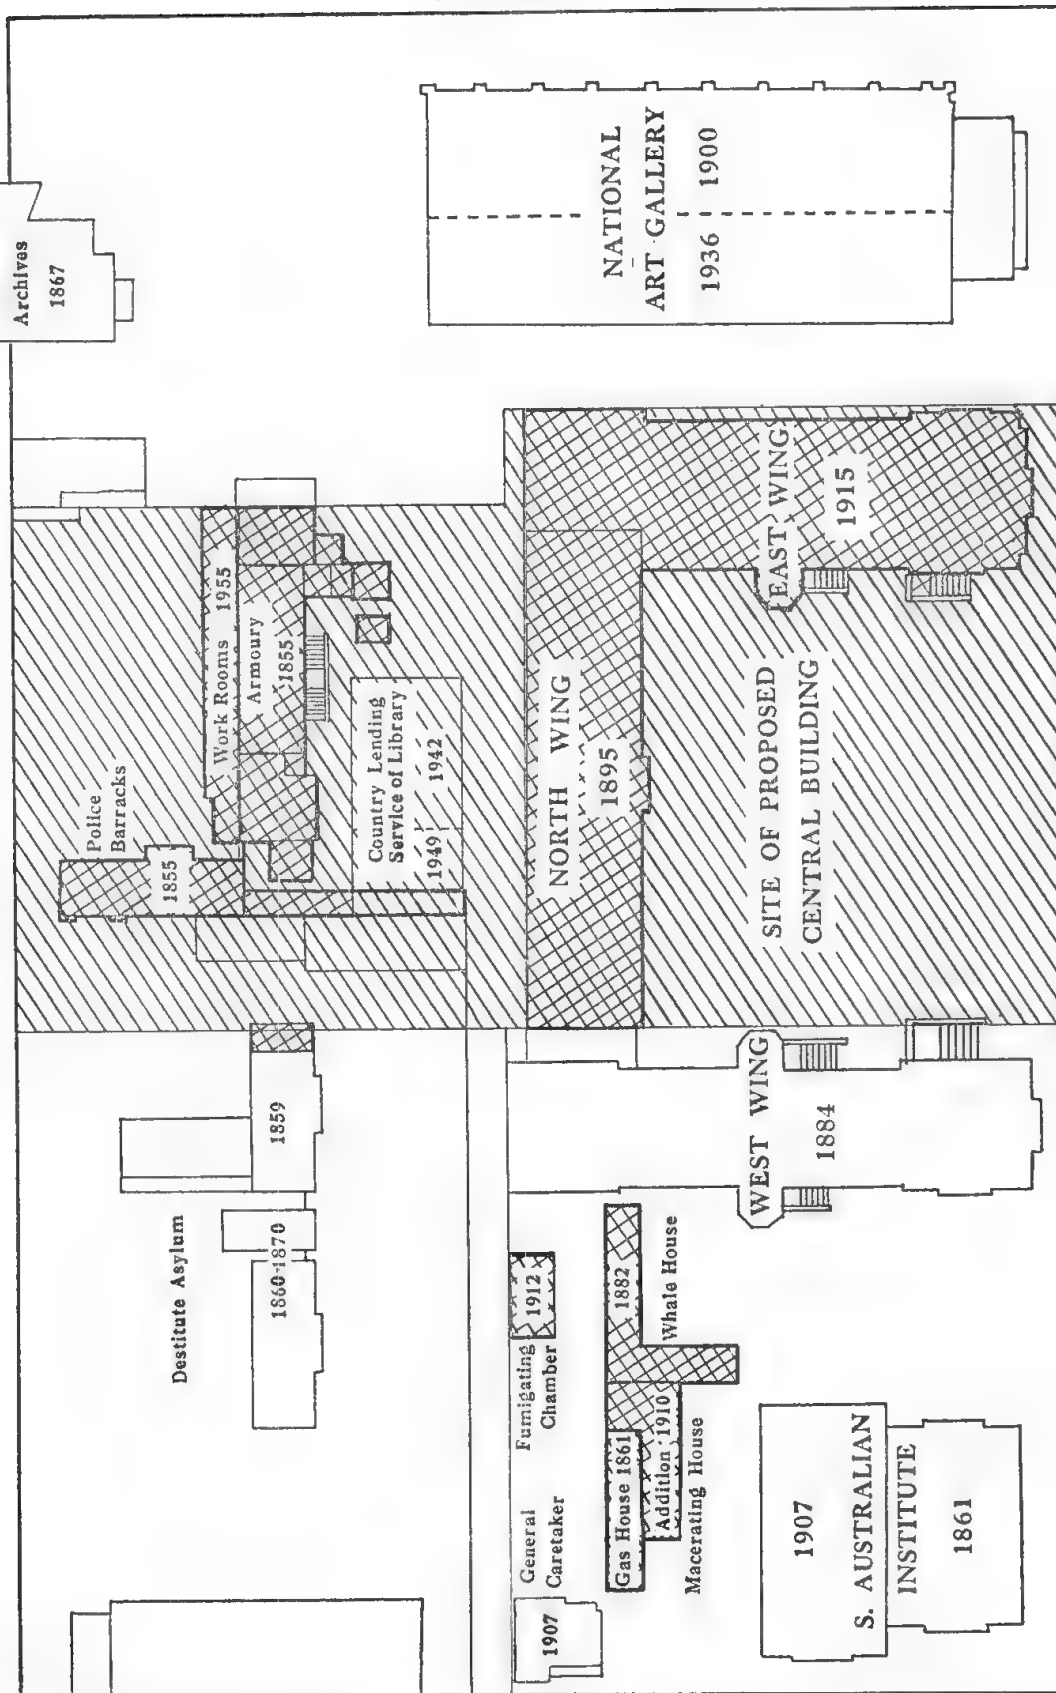 Archives
1867
NATIONAL
ART GALLERY
1936
1900
Police
Barracks
1855
Work Rooms 1955
Armoury
1855
Country Lending
Service of Library
1949
1942
NORTH WING
1895
EAST WING
1915
SITE OF PROPOSED
CENTRAL BUILDING
1859
Destitute Asylum
1860-1870
WEST WING
1884
Fumigating
Chamber
1912
1882
Whale House
General
Caretaker
1907
Gas House 1861
Addition 1910
Macerating House
1907
S. AUSTRALIAN
INSTITUTE
1861